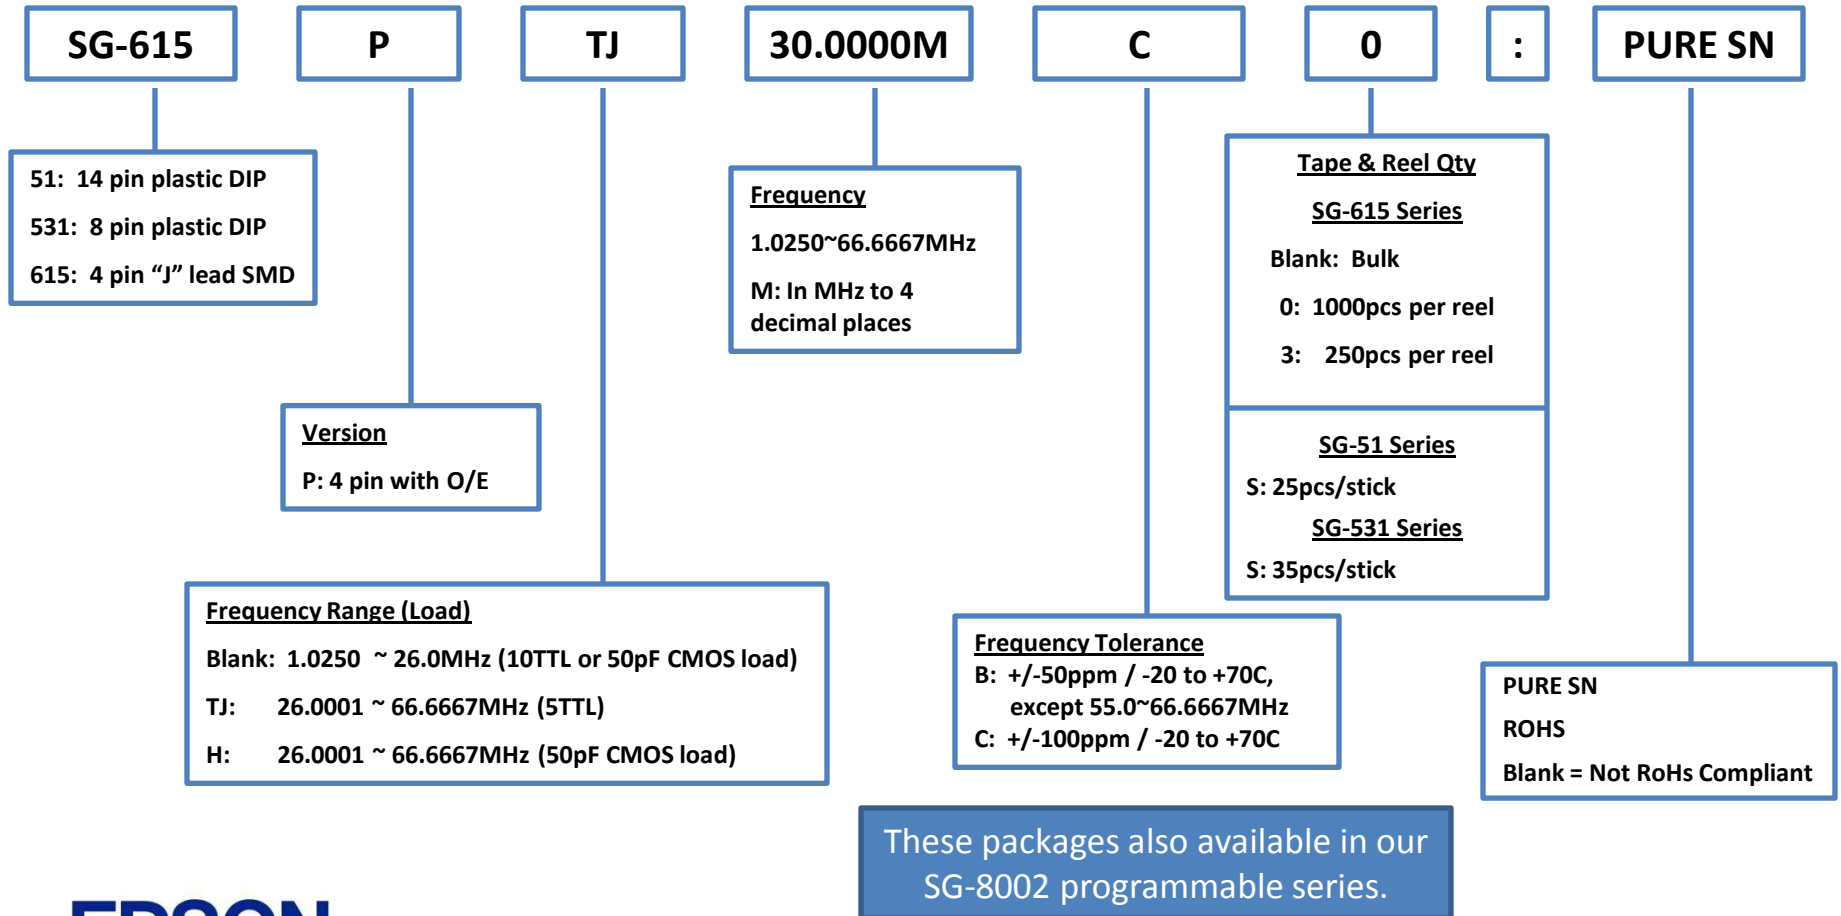 SG-615 P TJ 30.0000M C 0 : PURE SN
51: 14 pin plastic DIP
531: 8 pin plastic DIP
615: 4 pin “J” lead SMD
Version
P: 4 pin with O/E
Frequency Range (Load)
Blank: 1.0250 ~ 26.0MHz (10TTL or 50pF CMOS load)
TJ: 26.0001 ~ 66.6667MHz (5TTL)
H: 26.0001 ~ 66.6667MHz (50pF CMOS load)
Frequency
1.0250~66.6667MHz
M: In MHz to 4
decimal places
Frequency Tolerance
B: +/-50ppm / -20 to +70C,
except 55.0~66.6667MHz
C: +/-100ppm / -20 to +70C
Tape & Reel Qty
SG-615 Series
Blank: Bulk
0: 1000pcs per reel
3: 250pcs per reel
SG-51 Series
S: 25pcs/stick
SG-531 Series
S: 35pcs/stick
PURE SN
ROHS
Blank = Not RoHs Compliant
These packages also available in our
SG-8002 programmable series.
EPSON